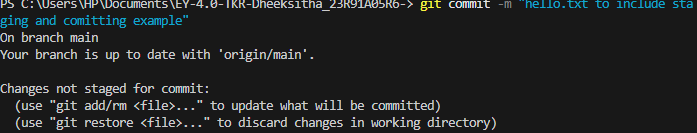 PS C:\Users\HP\Documents\EY-4.0-TKR-Dheeksitha_23R91A05R6-> git commit -m "hello.txt to include sta
ging and comitting example"
On branch main
Your branch is up to date with 'origin/main'.
Changes not staged for commit:
(use "git add/rm <file>..." to update what will be committed)
(use "git restore <file>..." to discard changes in working directory)